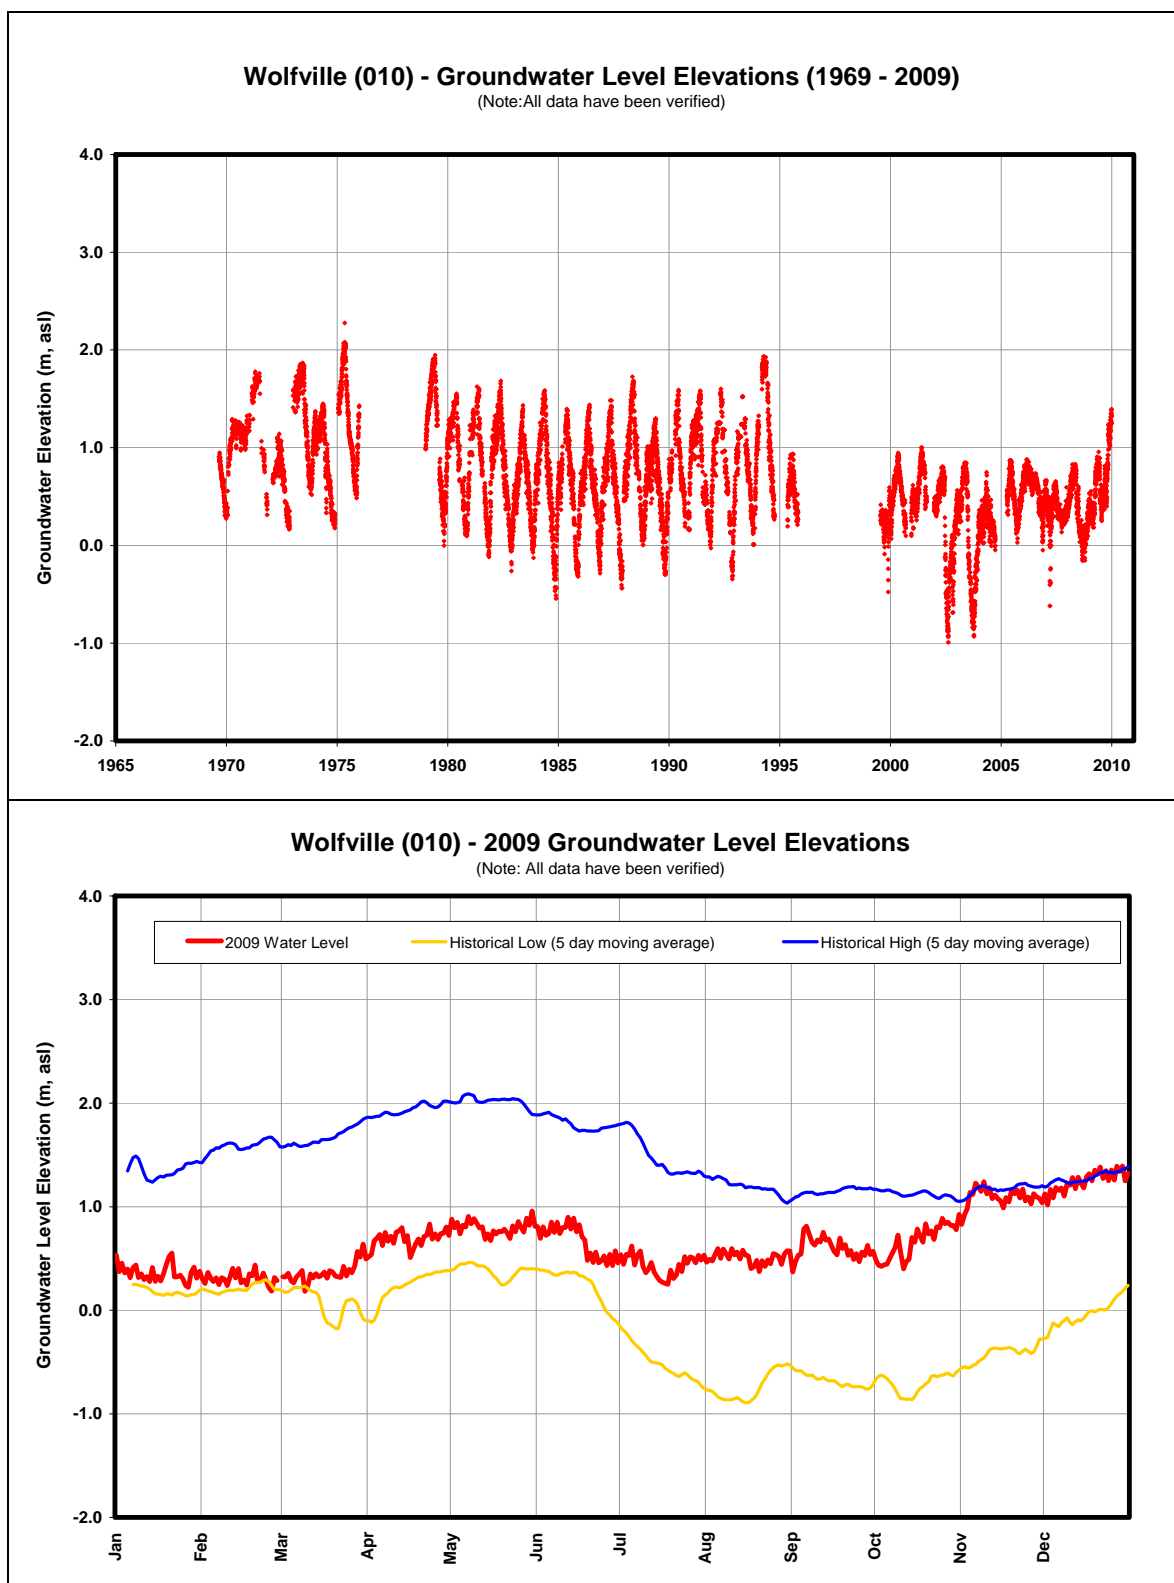 Wolfville (010) - Groundwater Level Elevations (1969 - 2009)
(Note:All data have been verified)
Groundwater Elevation (m, asl)
4.0
3.0
2.0
1.0
0.0
-1.0
-2.0
1965 1970 1975 1980 1985 1990 1995 2000 2005 2010
Wolfville (010) - 2009 Groundwater Level Elevations
(Note: All data have been verified)
Groundwater Level Elevation (m, asl)
4.0
2009 Water Level Historical Low (5 day moving average) Historical High (5 day moving average)
3.0
2.0
1.0
0.0
-1.0
-2.0
Jan Feb Mar Apr May Jun Jul Aug Sep Oct Nov Dec